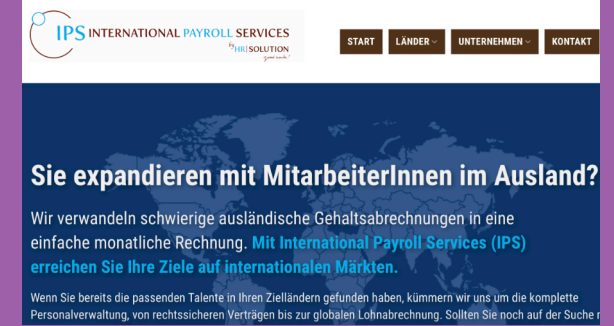 IPS INTERNATIONAL PAYROLL SERVICES
by HR|SOLUTION
good work!
START LÄNDER UNTERNEHMEN KONTAKT
Sie expandieren mit MitarbeiterInnen im Ausland?
Wir verwandeln schwierige ausländische Gehaltsabrechnungen in eine
einfache monatliche Rechnung. Mit International Payroll Services (IPS)
erreichen Sie Ihre Ziele auf internationalen Märkten.
Wenn Sie bereits die passenden Talente in Ihren Zielländern gefunden haben, kümmern wir uns um die komplette
Personalverwaltung, von rechtssicheren Verträgen bis zur globalen Lohnabrechnung. Sollten Sie noch auf der Suche